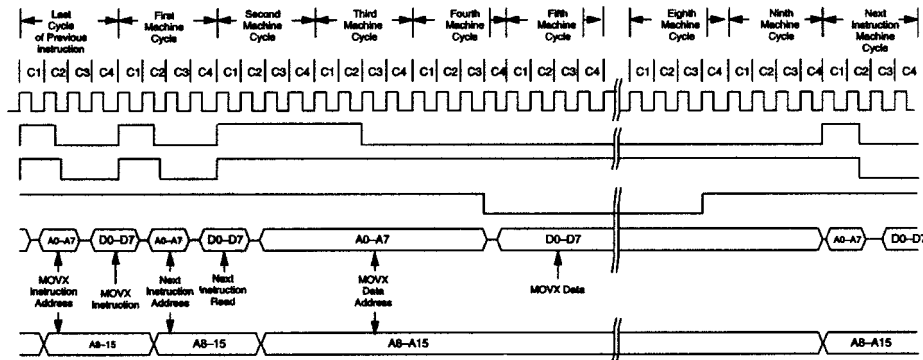 Last
Cycle
of Previous
Instruction
First
Machine
Cycle
Second
Machine
Cycle
Third
Machine
Cycle
Fourth
Machine
Cycle
Fifth
Machine
Cycle
Eighth
Machine
Cycle
Ninth
Machine
Cycle
Next
Instruction
Machine
Cycle
C1 C2 C3 C4 C1 C2 C3 C4 C1 C2 C3 C4 C1 C2 C3 C4 C1 C2 C3 C4 C1 C2 C3 C4 C1 C2 C3 C4 C1 C2 C3 C4 C1 C2 C3 C4
A0–A7 D0–D7 A0–A7 D0–D7 A0–A7 D0–D7 A0–A7 D0–D7
MOVX
Instruction
Address
MOVX
Instruction
Next
Instruction
Address
Next
Instruction
Read
MOVX
Data
Address
MOVX Data
A8–15 A8–15 A8–A15 A8–A15